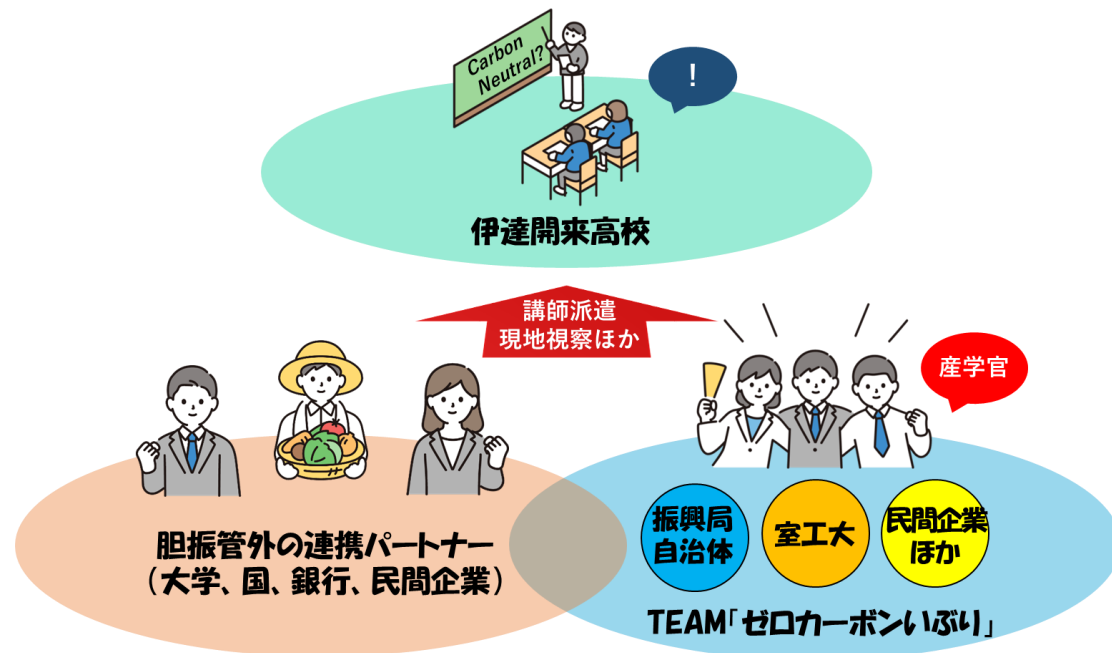 Carbon
Neutral?
!
伊達開来高校
講師派遣
現地視察ほか
産学官
振興局
自治体
室工大
民間企業
ほか
胆振管外の連携パートナー
（大学、国、銀行、民間企業）
TEAM「ゼロカーボンいぶり」